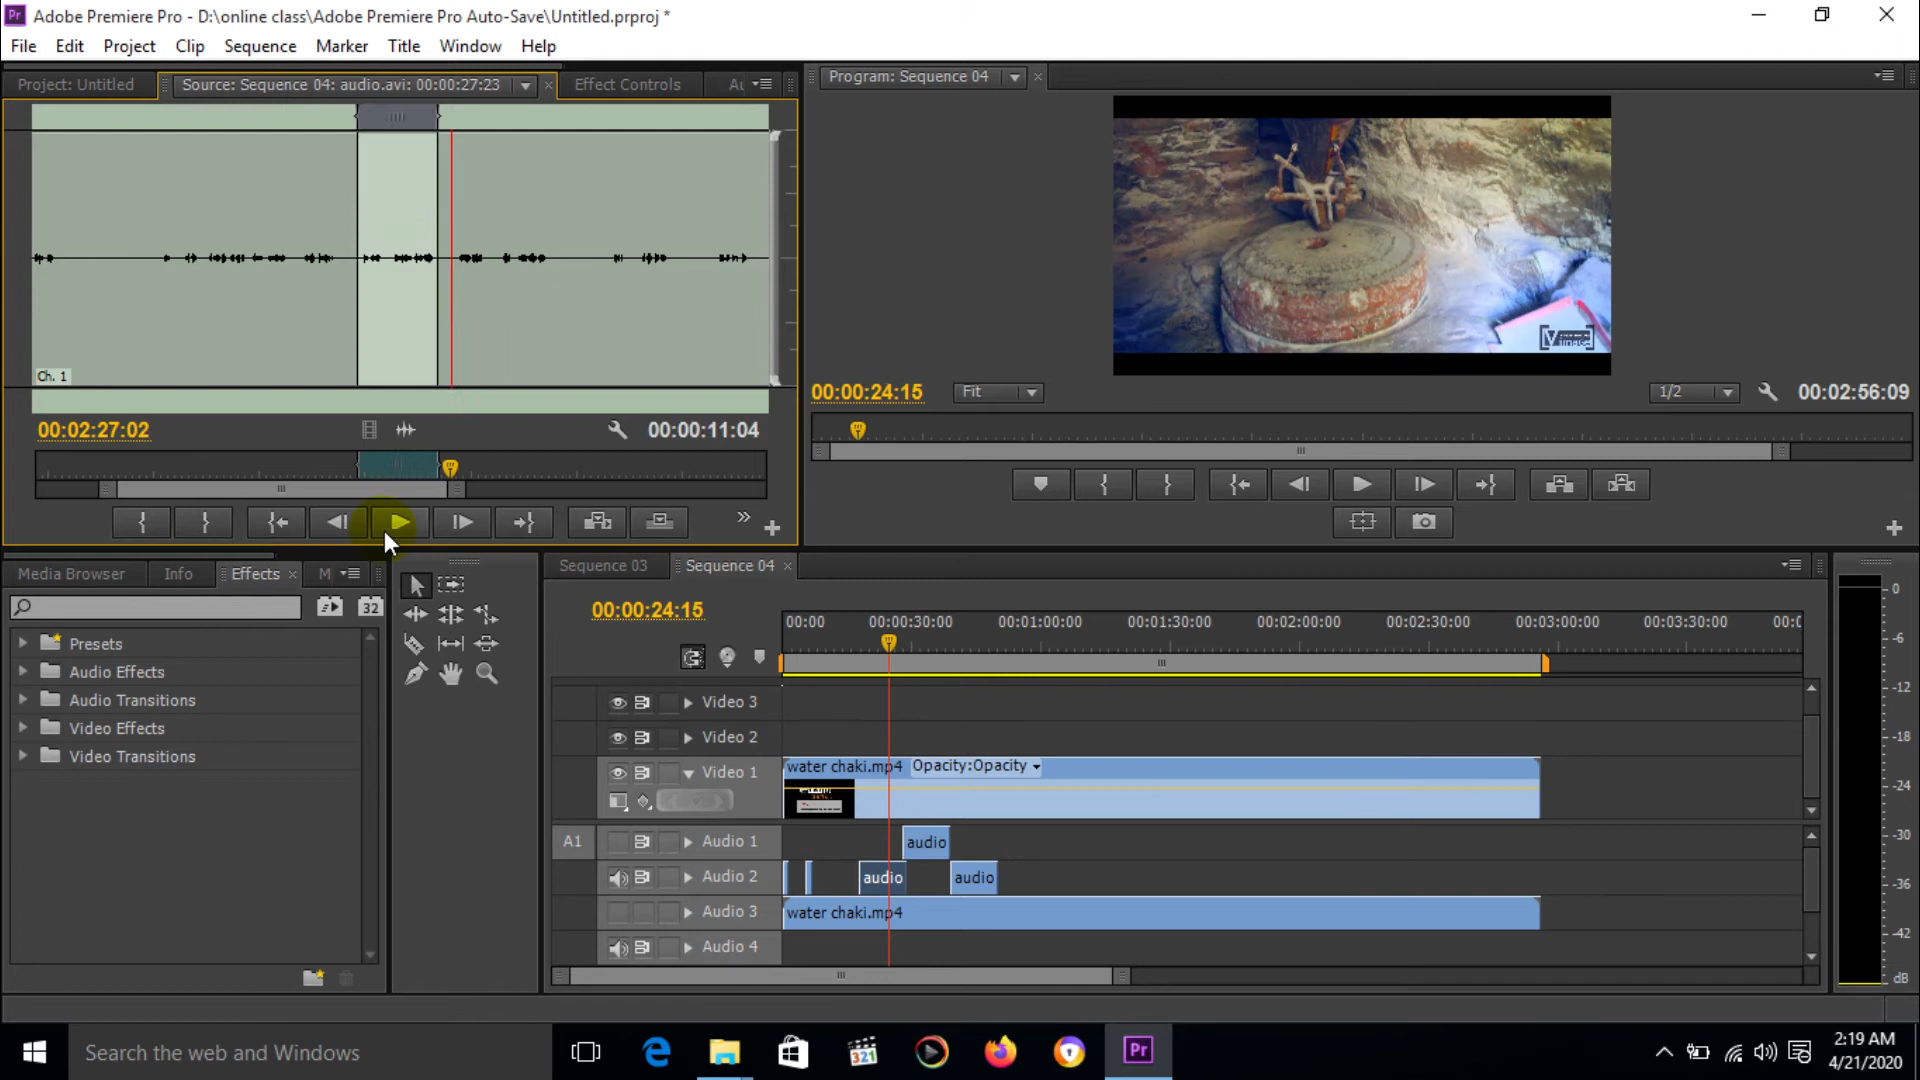 Adobe Premiere Pro - D:\online class\Adobe Premiere Pro Auto-Save\Untitled.prproj *
File Edit Project Clip Sequence Marker Title Window Help
Project: Untitled Source: Sequence 04: audio.avi: 00:00:27:23 Effect Controls
Program: Sequence 04
Ch. 1
00:02:27:02 00:00:11:04
00:00:24:15 Fit 1/2 00:02:56:09
Media Browser Info Effects M
32
Presets
Audio Effects
Audio Transitions
Video Effects
Video Transitions
Sequence 03 Sequence 04
00:00:24:15
00:00 00:00:30:00 00:01:00:00 00:01:30:00 00:02:00:00 00:02:30:00 00:03:00:00 00:03:30:00
Video 3
Video 2
Video 1 water chaki.mp4 Opacity:Opacity
A1 Audio 1 audio
Audio 2 audio audio
Audio 3 water chaki.mp4
Audio 4
0
-6
-12
-18
-24
-30
-36
-42
dB
Search the web and Windows
321
Pr
2:19 AM
4/21/2020